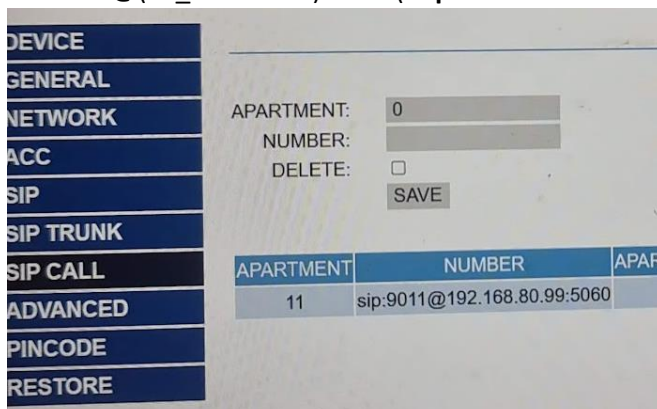 DEVICE
GENERAL
NETWORK
ACC
SIP
SIP TRUNK
SIP CALL
ADVANCED
PINCODE
RESTORE
APARTMENT: 0
NUMBER:
DELETE:
SAVE
APARTMENT NUMBER
11 sip:9011@192.168.80.99:5060